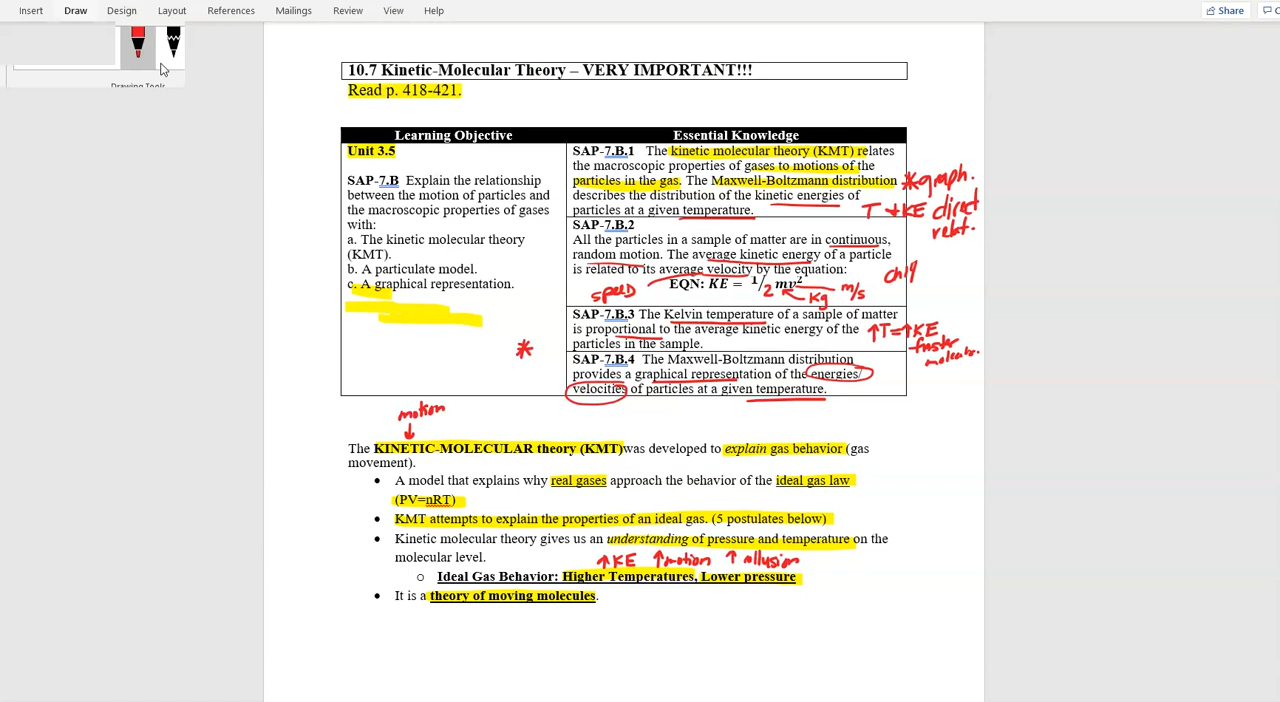 Insert Draw Design Layout References Mailings Review View Help Share
Drawing Tools
10.7 Kinetic-Molecular Theory – VERY IMPORTANT!!!
Read p. 418-421.
Learning Objective
Unit 3.5
SAP-7.B Explain the relationship
between the motion of particles and
the macroscopic properties of gases
with:
a. The kinetic molecular theory
(KMT).
b. A particulate model.
c. A graphical representation.
*
Essential Knowledge
SAP-7.B.1 The kinetic molecular theory (KMT) relates
the macroscopic properties of gases to motions of the
particles in the gas. The Maxwell-Boltzmann distribution
describes the distribution of the kinetic energies of
particles at a given temperature.
*graph.
T + KE direct
relat.
SAP-7.B.2
All the particles in a sample of matter are in continuous,
random motion. The average kinetic energy of a particle
is related to its average velocity by the equation:
EQN: KE = 1/2 mv²
speed
kg
m/s
SAP-7.B.3 The Kelvin temperature of a sample of matter
is proportional to the average kinetic energy of the
particles in the sample.
↑T=↑KE
-faster
SAP-7.B.4 The Maxwell-Boltzmann distribution
provides a graphical representation of the energies/
velocities of particles at a given temperature.
motion
↓
The KINETIC-MOLECULAR theory (KMT)was developed to explain gas behavior (gas
movement).
• A model that explains why real gases approach the behavior of the ideal gas law
(PV=nRT)
• KMT attempts to explain the properties of an ideal gas. (5 postulates below)
• Kinetic molecular theory gives us an understanding of pressure and temperature on the
molecular level.
↑KE ↑motion ↑
o Ideal Gas Behavior: Higher Temperatures, Lower pressure
• It is a theory of moving molecules.